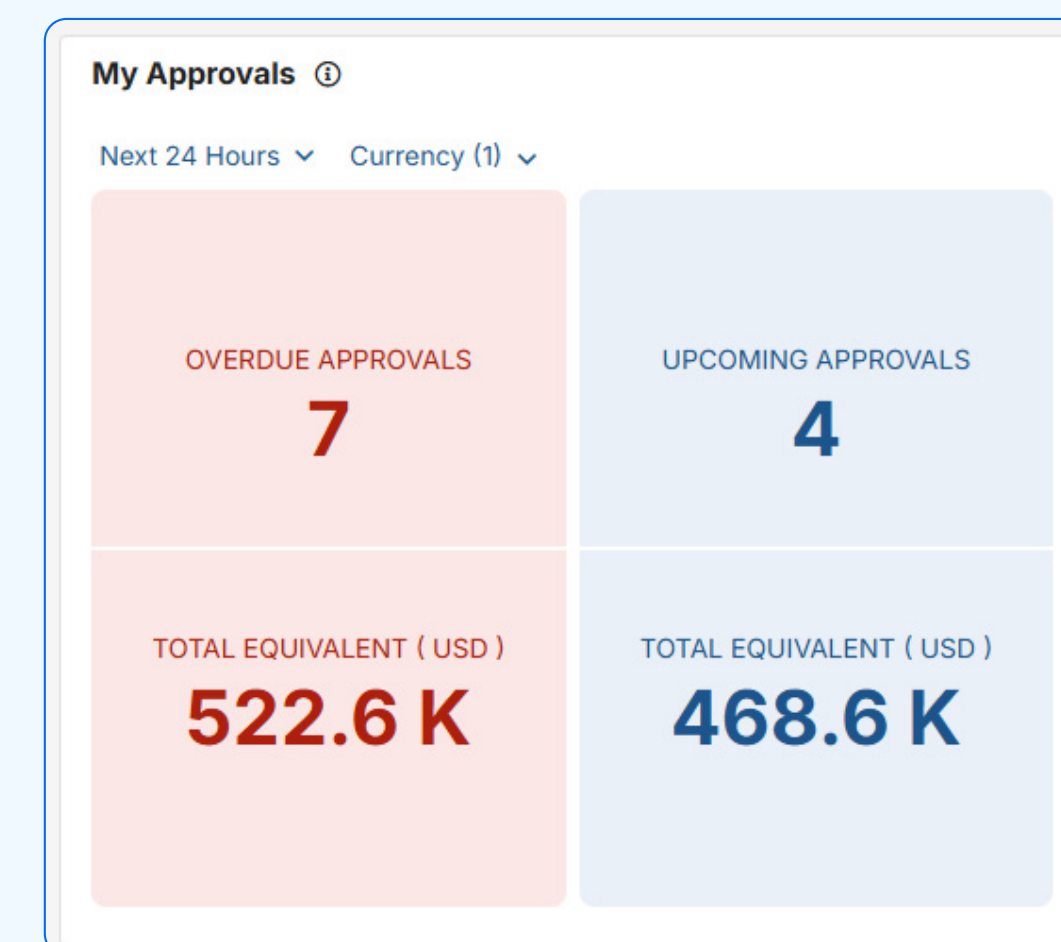 My Approvals
Next 24 Hours
Currency (1)
OVERDUE APPROVALS
7
TOTAL EQUIVALENT ( USD )
522.6 K
UPCOMING APPROVALS
4
TOTAL EQUIVALENT ( USD )
468.6 K